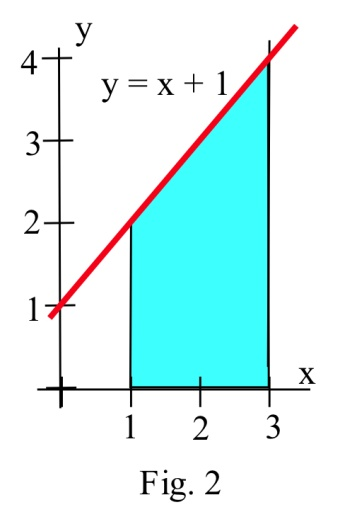 y
4
y = x + 1
3
2
1
x
1 2 3
Fig. 2